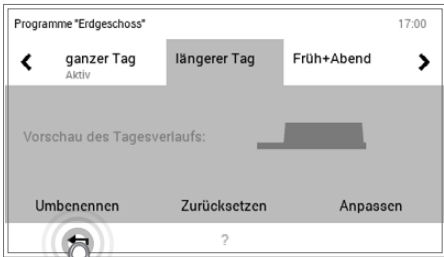 Programme "Erdgeschoss" 17:00
ganzer Tag längerer Tag Früh+Abend
Aktiv
Vorschau des Tagesverlaufs:
Umbenennen Zurücksetzen Anpassen
?